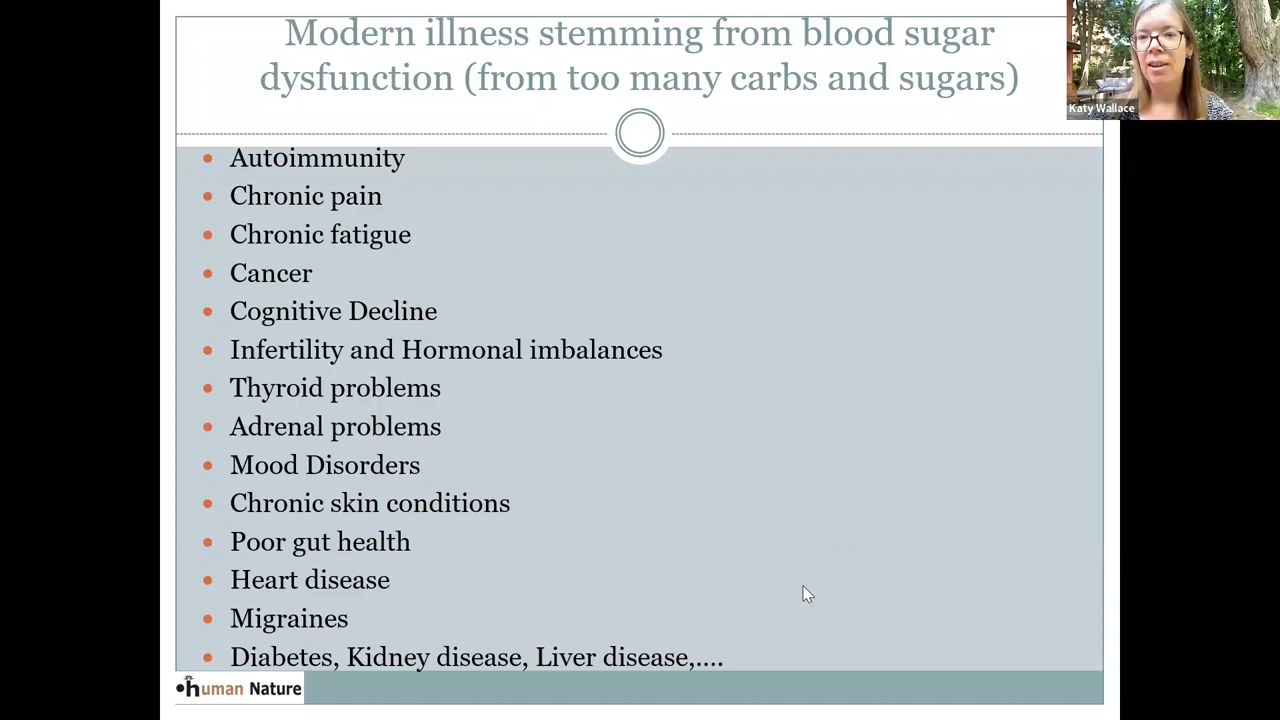 Modern illness stemming from blood sugar
dysfunction (from too many carbs and sugars)
Katy Wallace
Aut0immunity
Chronic pain
Chronic fatigue
Cancer
Cognitive Decline
Infertility and Hormonal imbalances
Thyroid problems
Adrenal problems
Mood Disorders
Chronic skin conditions
Poor gut health
Heart disease
Migraines
Diabetes, Kidney disease, Liver disease,....
human Nature